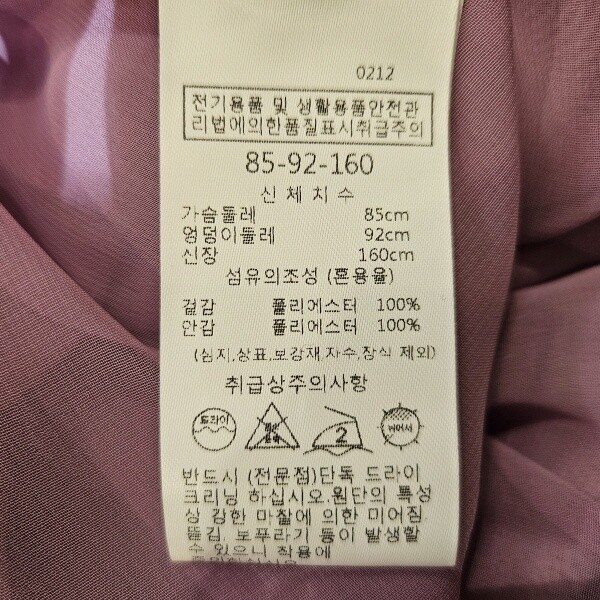 0212
전기용품 및 생활용품안전관
리법에의한품질표시취급주의
85-92-160
신체치수
가슴둘레 85cm
엉덩이둘레 92cm
신장 160cm
섬유의조성 (혼용율)
겉감 폴리에스터 100%
안감 폴리에스터 100%
(심지,상표,보강재,자수,장식 제외)
취급상주의사항
드라이 2 뉘어서
반드시 (전문점)단독 드라이
크리닝 하십시오.원단의 특성
상 강한 마찰에 의한 미어짐
뜯김, 보푸라기 등이 발생할
수 있으니 착용에